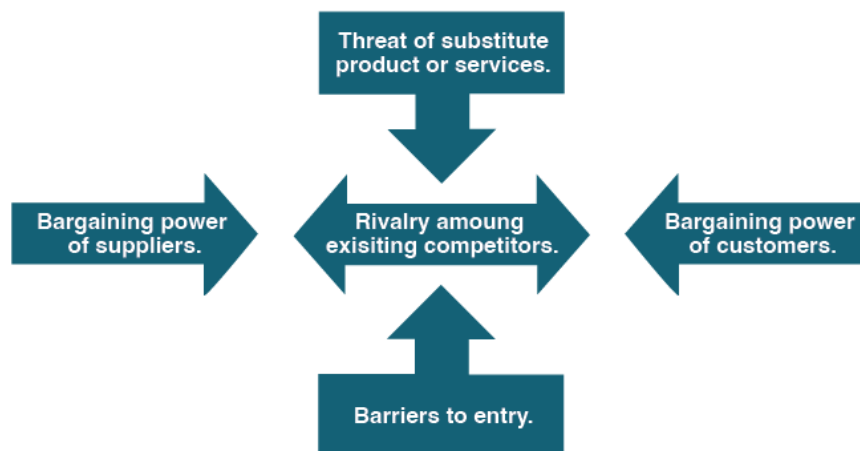 Threat of substitute
product or services.
Bargaining power
of suppliers.
Rivalry amoung
exisiting competitors.
Bargaining power
of customers.
Barriers to entry.